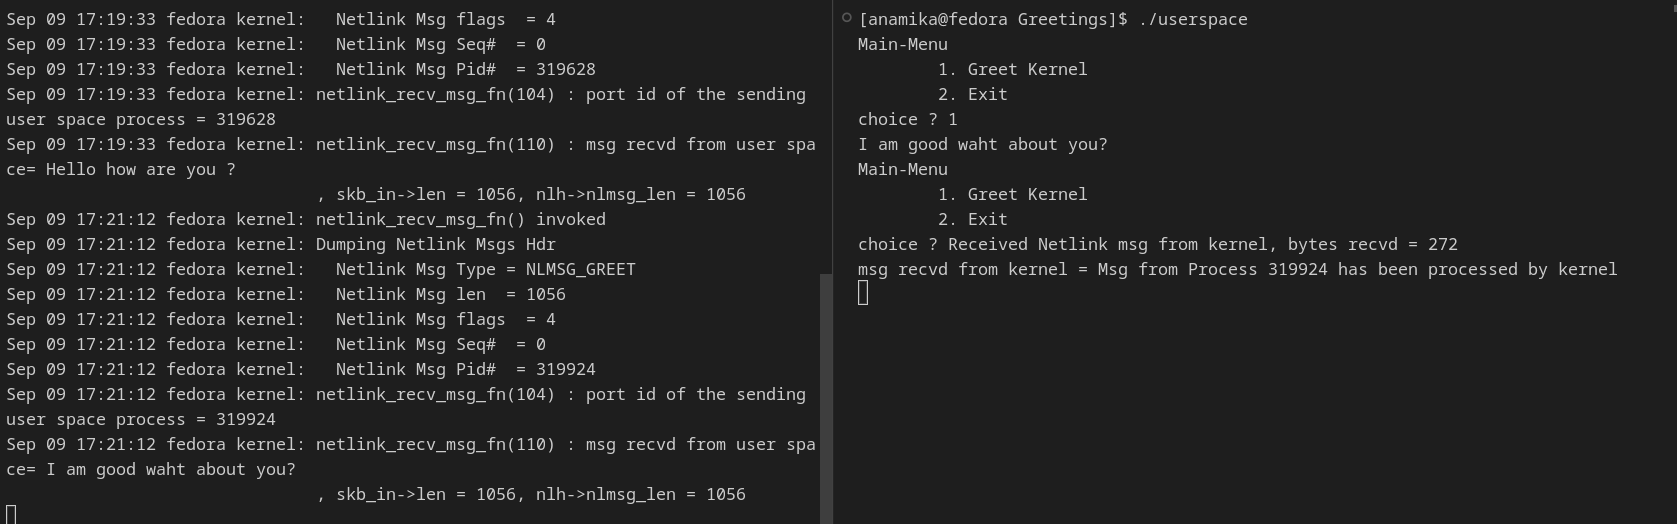 Sep 09 17:19:33 fedora kernel:   Netlink Msg flags  = 4
Sep 09 17:19:33 fedora kernel:   Netlink Msg Seq#  = 0
Sep 09 17:19:33 fedora kernel:   Netlink Msg Pid#  = 319628
Sep 09 17:19:33 fedora kernel: netlink_recv_msg_fn(104) : port id of the sending
user space process = 319628
Sep 09 17:19:33 fedora kernel: netlink_recv_msg_fn(110) : msg recvd from user spa
ce= Hello how are you ?
                               , skb_in->len = 1056, nlh->nlmsg_len = 1056
Sep 09 17:21:12 fedora kernel: netlink_recv_msg_fn() invoked
Sep 09 17:21:12 fedora kernel: Dumping Netlink Msgs Hdr
Sep 09 17:21:12 fedora kernel:   Netlink Msg Type = NLMSG_GREET
Sep 09 17:21:12 fedora kernel:   Netlink Msg len  = 1056
Sep 09 17:21:12 fedora kernel:   Netlink Msg flags  = 4
Sep 09 17:21:12 fedora kernel:   Netlink Msg Seq#  = 0
Sep 09 17:21:12 fedora kernel:   Netlink Msg Pid#  = 319924
Sep 09 17:21:12 fedora kernel: netlink_recv_msg_fn(104) : port id of the sending
user space process = 319924
Sep 09 17:21:12 fedora kernel: netlink_recv_msg_fn(110) : msg recvd from user spa
ce= I am good waht about you?
                               , skb_in->len = 1056, nlh->nlmsg_len = 1056
[anamika@fedora Greetings]$ ./userspace
Main-Menu
        1. Greet Kernel
        2. Exit
choice ? 1
I am good waht about you?
Main-Menu
        1. Greet Kernel
        2. Exit
choice ? Received Netlink msg from kernel, bytes recvd = 272
msg recvd from kernel = Msg from Process 319924 has been processed by kernel